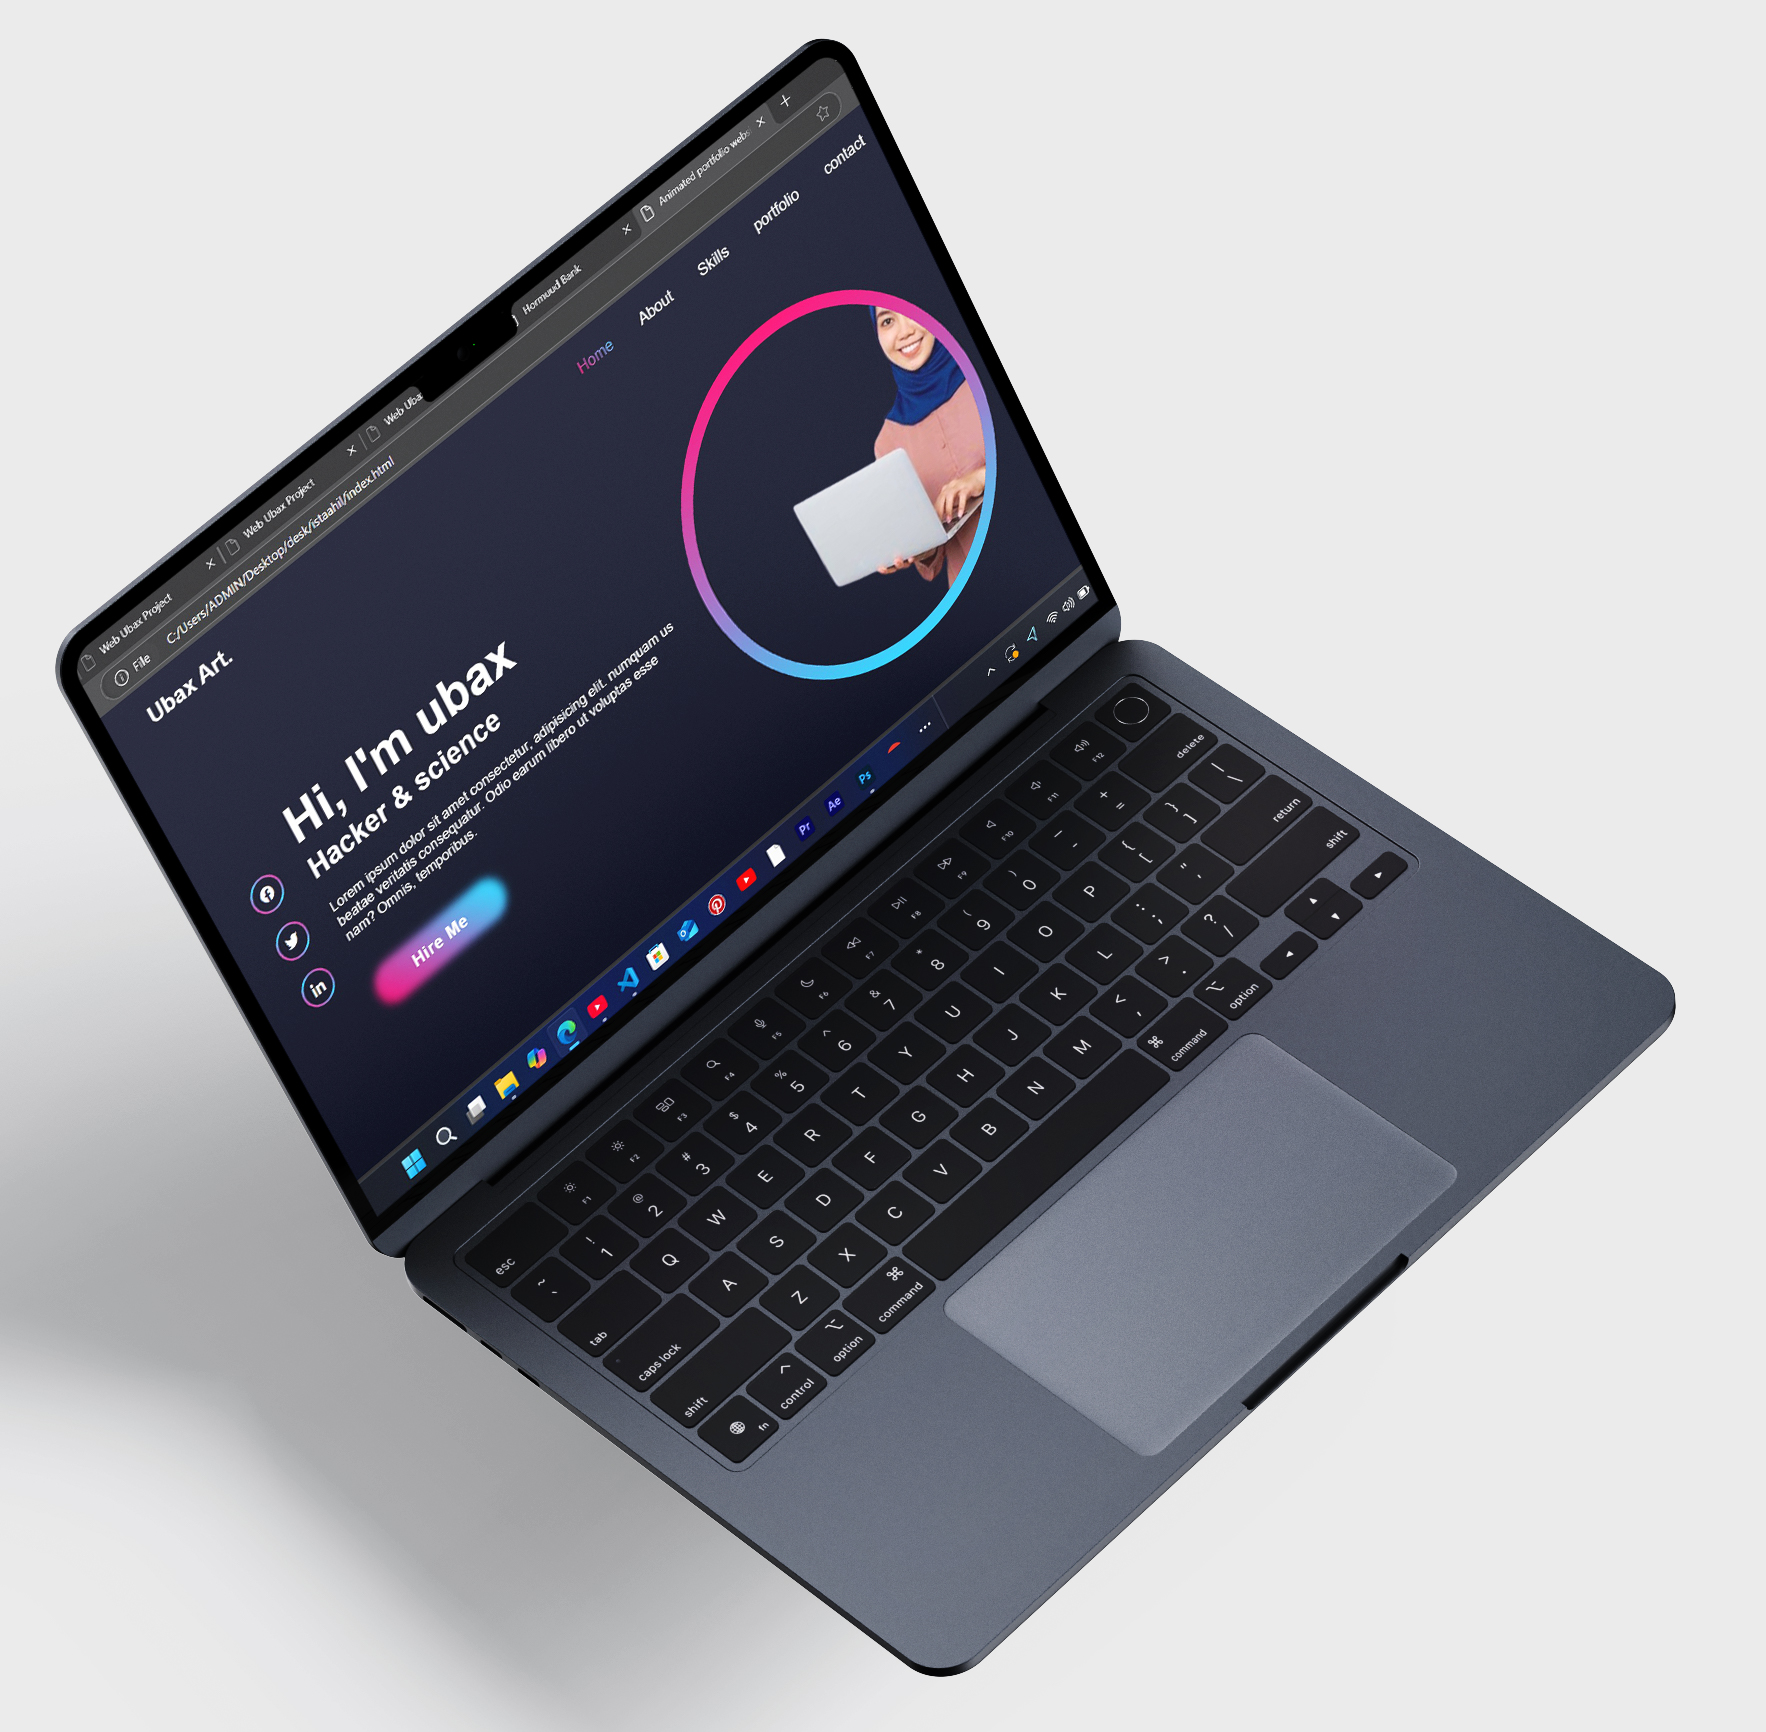 Web Ubax Project
Web Ubax Project
Web Ubax
Hormuud Bank
Animated portfolio webs
File
C:/Users/ADMIN/Desktop/desk/istaahil/index.html
Ubax Art.
Home
About
Skills
portfolio
contact
Hi, I'm ubax
Hacker & science
Lorem ipsum dolor sit amet consectetur, adipisicing elit. numquam us
beatae veritatis consequatur. Odio earum libero ut voluptas esse
nam? Omnis, temporibus.
Hire Me
in
Pr
Ae
Ps
esc F1 F2 F3 F4 F5 F6 F7 F8 F9 F10 F11 F12
~ ! @ # $ % ^ & * ( ) _ + delete
` 1 2 3 4 5 6 7 8 9 0 - =
tab Q W E R T Y U I O P { [ } ] | \
caps lock A S D F G H J K L : ; " ' return
shift Z X C V B N M < , > . ? / shift
fn control option command command option